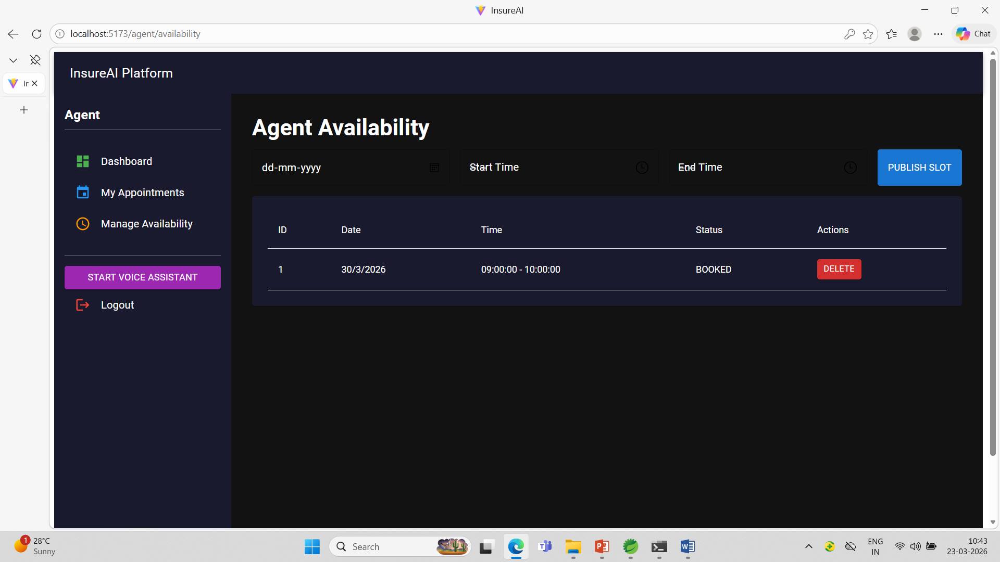 InsureAI
localhost:5173/agent/availability
Chat
In
InsureAI Platform
Agent
Dashboard
My Appointments
Manage Availability
START VOICE ASSISTANT
Logout
Agent Availability
dd-mm-yyyy
Start Time
End Time
PUBLISH SLOT
ID Date Time Status Actions
1 30/3/2026 09:00:00 - 10:00:00 BOOKED DELETE
1
28°C
Sunny
Search
ENG
IN
10:43
23-03-2026